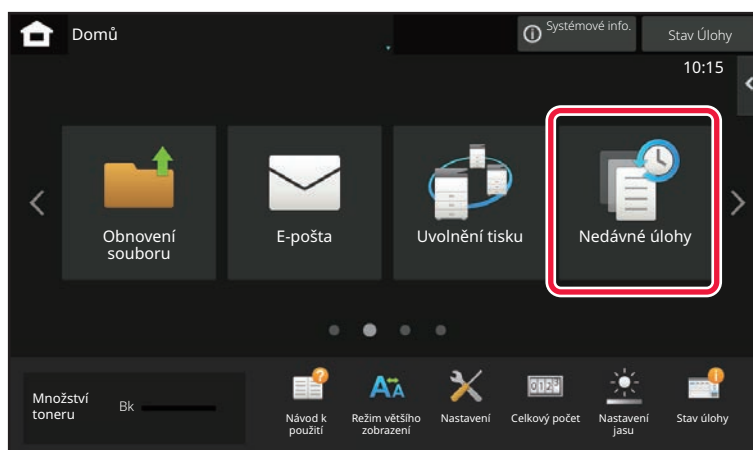 Domů
Systémové info.
Stav Úlohy
10:15
Obnovení
souboru
E-pošta
Uvolnění tisku
Nedávné úlohy
Množství
toneru
Bk
Návod k
použití
Režim většího
zobrazení
Nastavení
Celkový počet
Nastavení
jasu
Stav úlohy